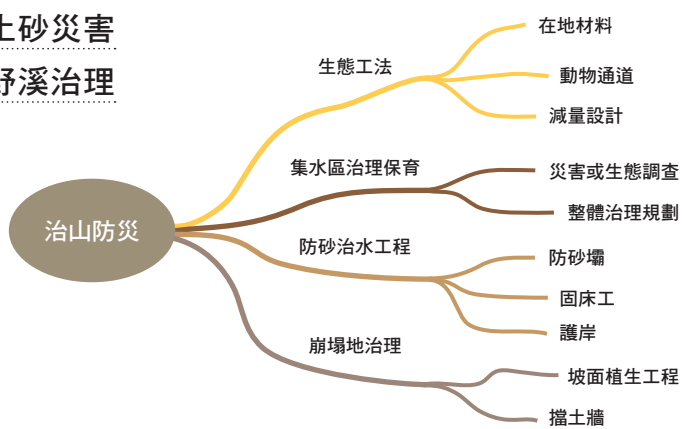 土砂災害
野溪治理
治山防災
生態工法
在地材料
動物通道
減量設計
集水區治理保育
災害或生態調查
整體治理規劃
防砂治水工程
防砂壩
固床工
護岸
崩塌地治理
坡面植生工程
擋土牆